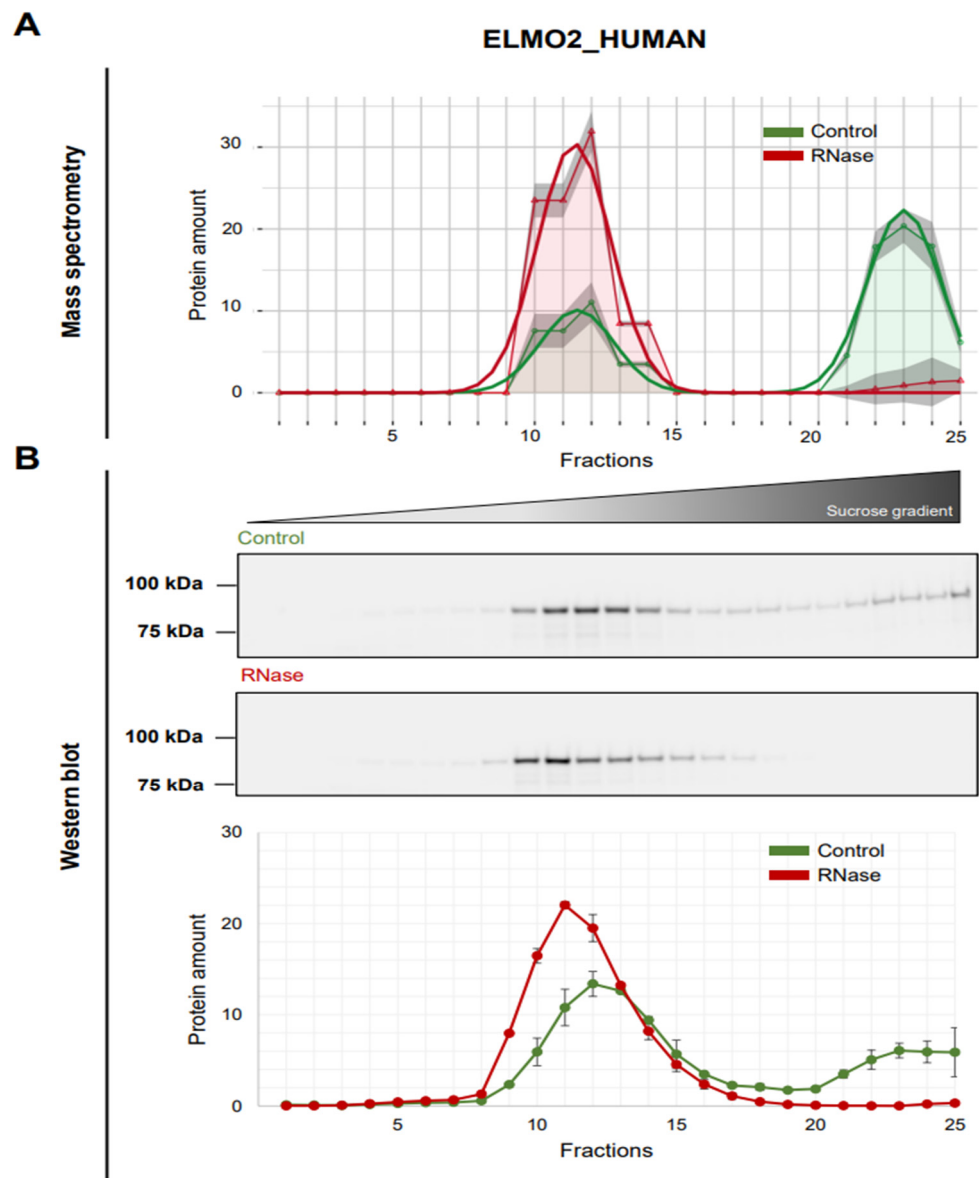 A
ELMO2_HUMAN
Mass spectrometry
Protein amount
30
20
10
0
Control
RNase
5
10
15
20
25
Fractions
B
Sucrose gradient
Western blot
Control
100 kDa
75 kDa
RNase
100 kDa
75 kDa
Protein amount
30
20
10
0
Control
RNase
5
10
15
20
25
Fractions